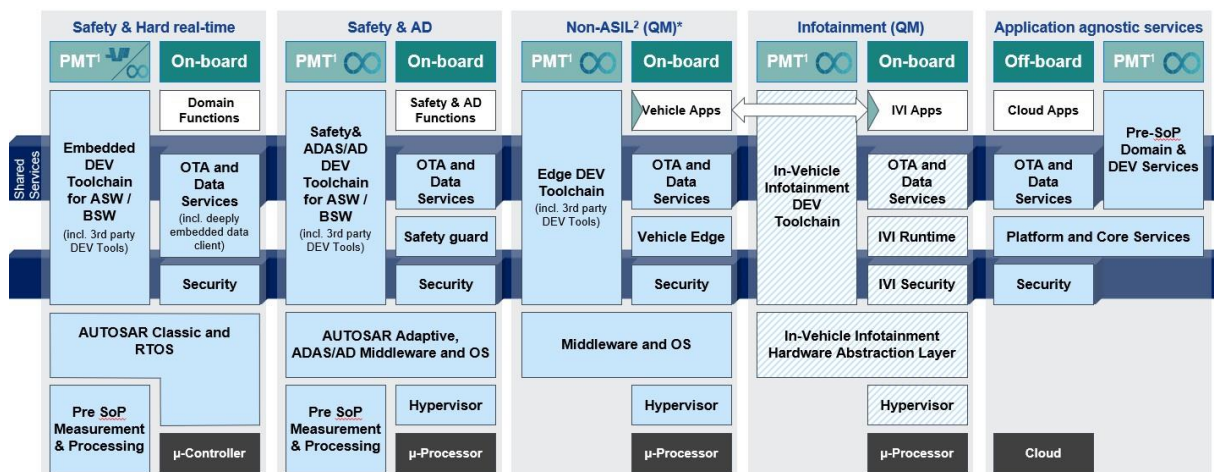 Safety & Hard real-time
Safety & AD
Non-ASIL² (QM)*
Infotainment (QM)
Application agnostic services
PMT¹
On-board
PMT¹
On-board
PMT¹
On-board
PMT¹
On-board
Off-board
PMT¹
Shared
Services
Embedded
DEV
Toolchain
for ASW /
BSW
(incl. 3rd party
DEV Tools)
Domain
Functions
OTA and
Data
Services
(incl. deeply
embedded data
client)
Security
AUTOSAR Classic and
RTOS
Pre SoP
Measurement
& Processing
µ-Controller
Safety&
ADAS/AD
DEV
Toolchain
for ASW /
BSW
(incl. 3rd party
DEV Tools)
Safety & AD
Functions
OTA and
Data
Services
Safety guard
Security
AUTOSAR Adaptive,
ADAS/AD Middleware and OS
Pre SoP
Measurement
& Processing
Hypervisor
µ-Processor
Edge DEV
Toolchain
(incl. 3rd party
DEV Tools)
Vehicle Apps
OTA and
Data
Services
Vehicle Edge
Security
Middleware and OS
Hypervisor
µ-Processor
In-Vehicle
Infotainment
DEV
Toolchain
IVI Apps
OTA and
Data
Services
IVI Runtime
IVI Security
In-Vehicle Infotainment
Hardware Abstraction Layer
Hypervisor
µ-Processor
Cloud Apps
OTA and
Data
Services
Pre-SoP
Domain &
DEV Services
Platform and Core Services
Security
Cloud